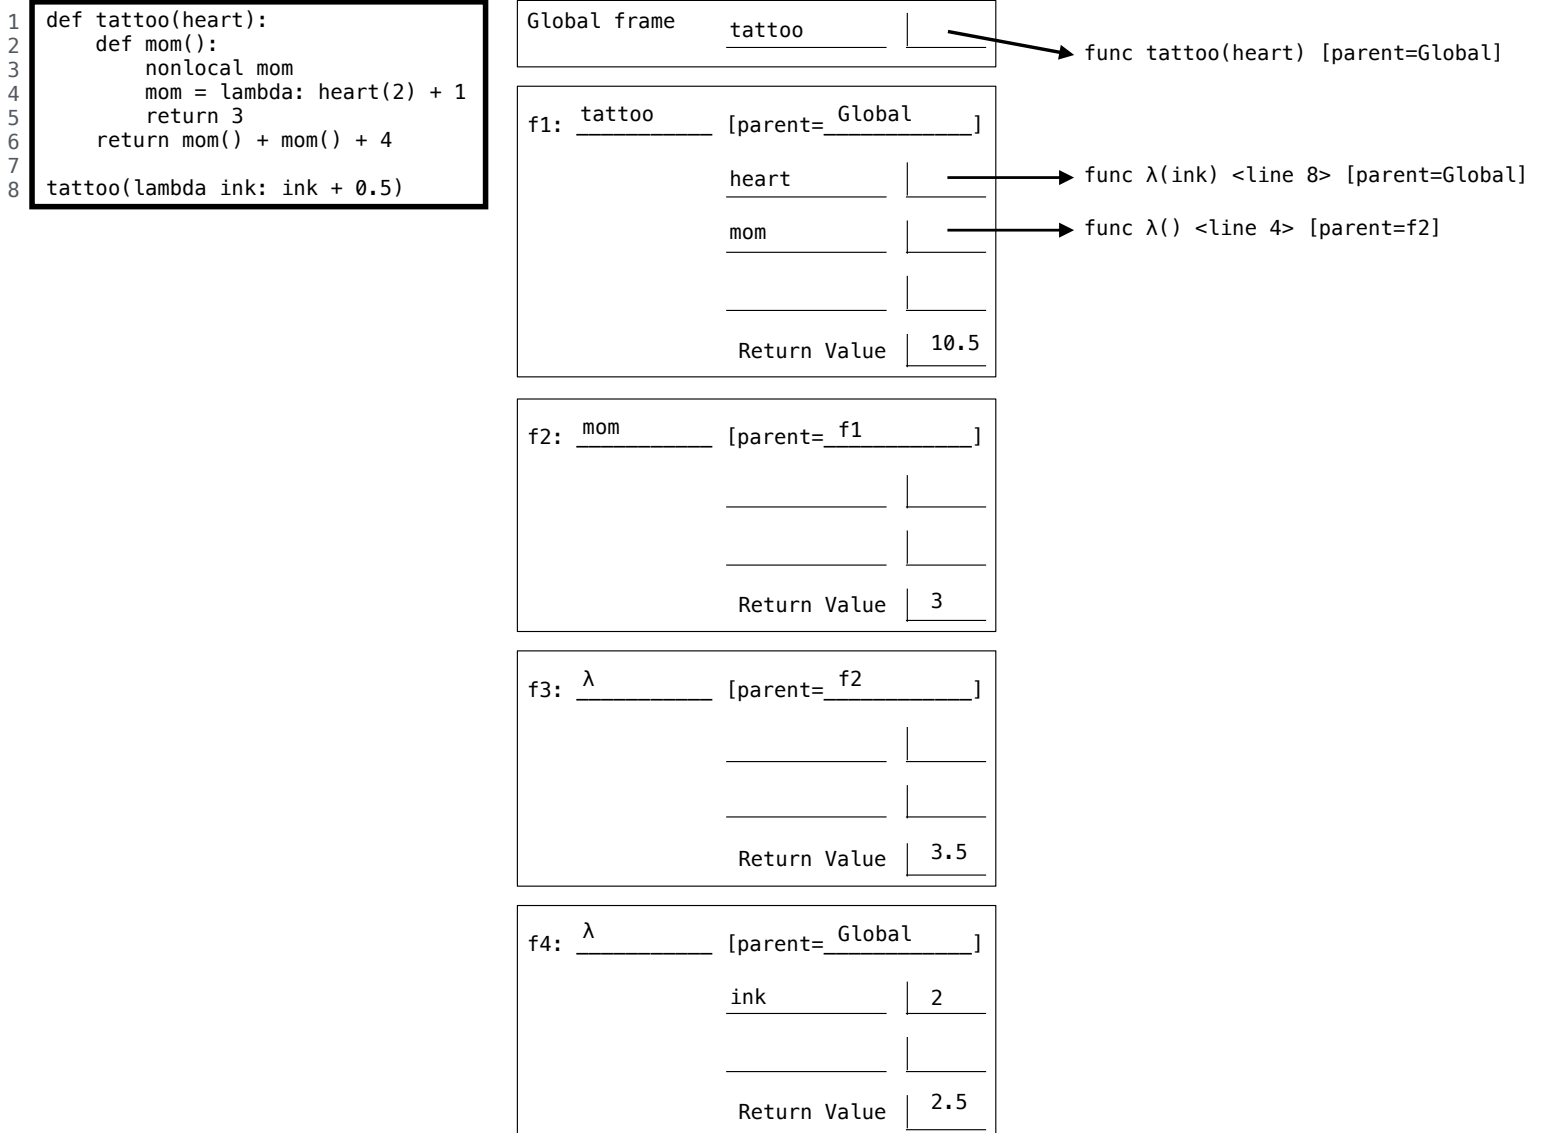 1 def tattoo(heart):
2     def mom():
3         nonlocal mom
4         mom = lambda: heart(2) + 1
5         return 3
6     return mom() + mom() + 4
7
8 tattoo(lambda ink: ink + 0.5)
Global frame tattoo
func tattoo(heart) [parent=Global]
f1: tattoo [parent=Global]
heart func λ(ink) <line 8> [parent=Global]
mom func λ() <line 4> [parent=f2]
Return Value 10.5
f2: mom [parent=f1]
Return Value 3
f3: λ [parent=f2]
Return Value 3.5
f4: λ [parent=Global]
ink 2
Return Value 2.5